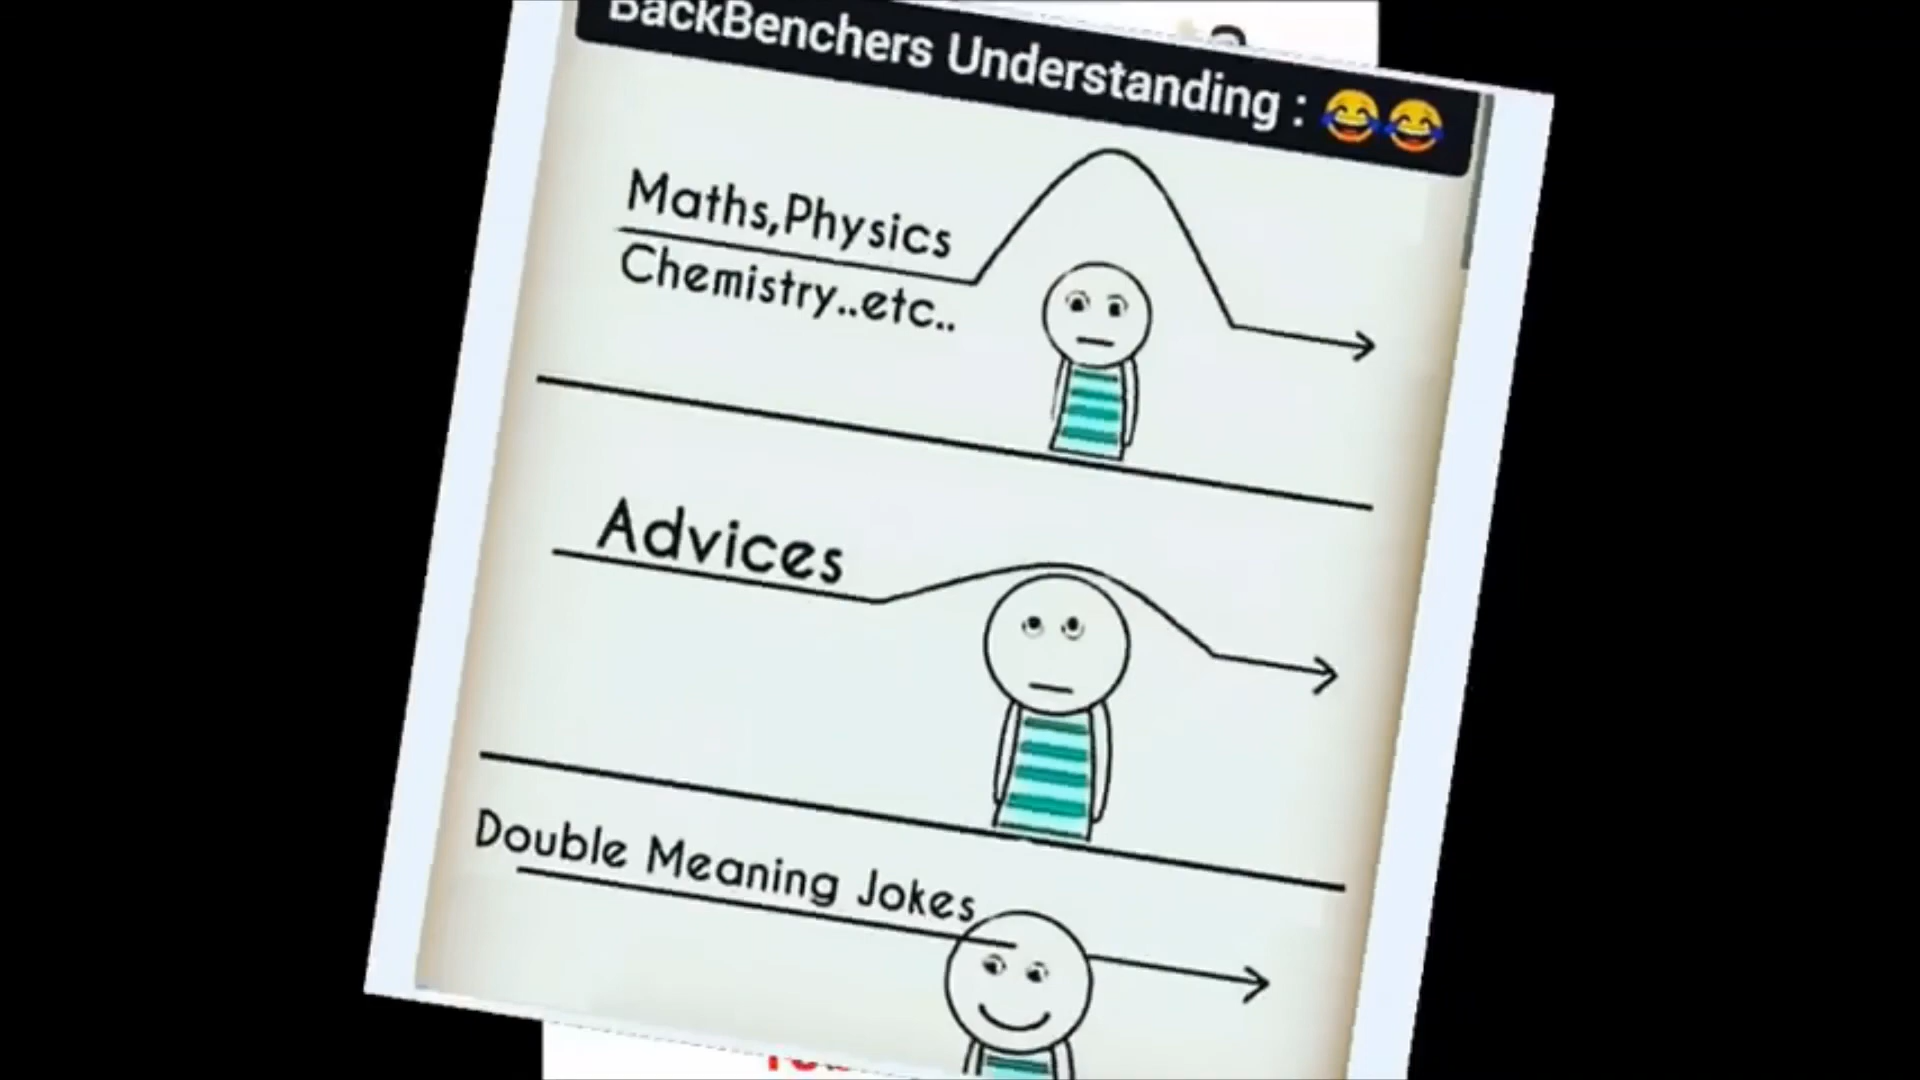 BackBenchers Understanding : 😂😂
Maths,Physics
Chemistry..etc..
Advices
Double Meaning Jokes